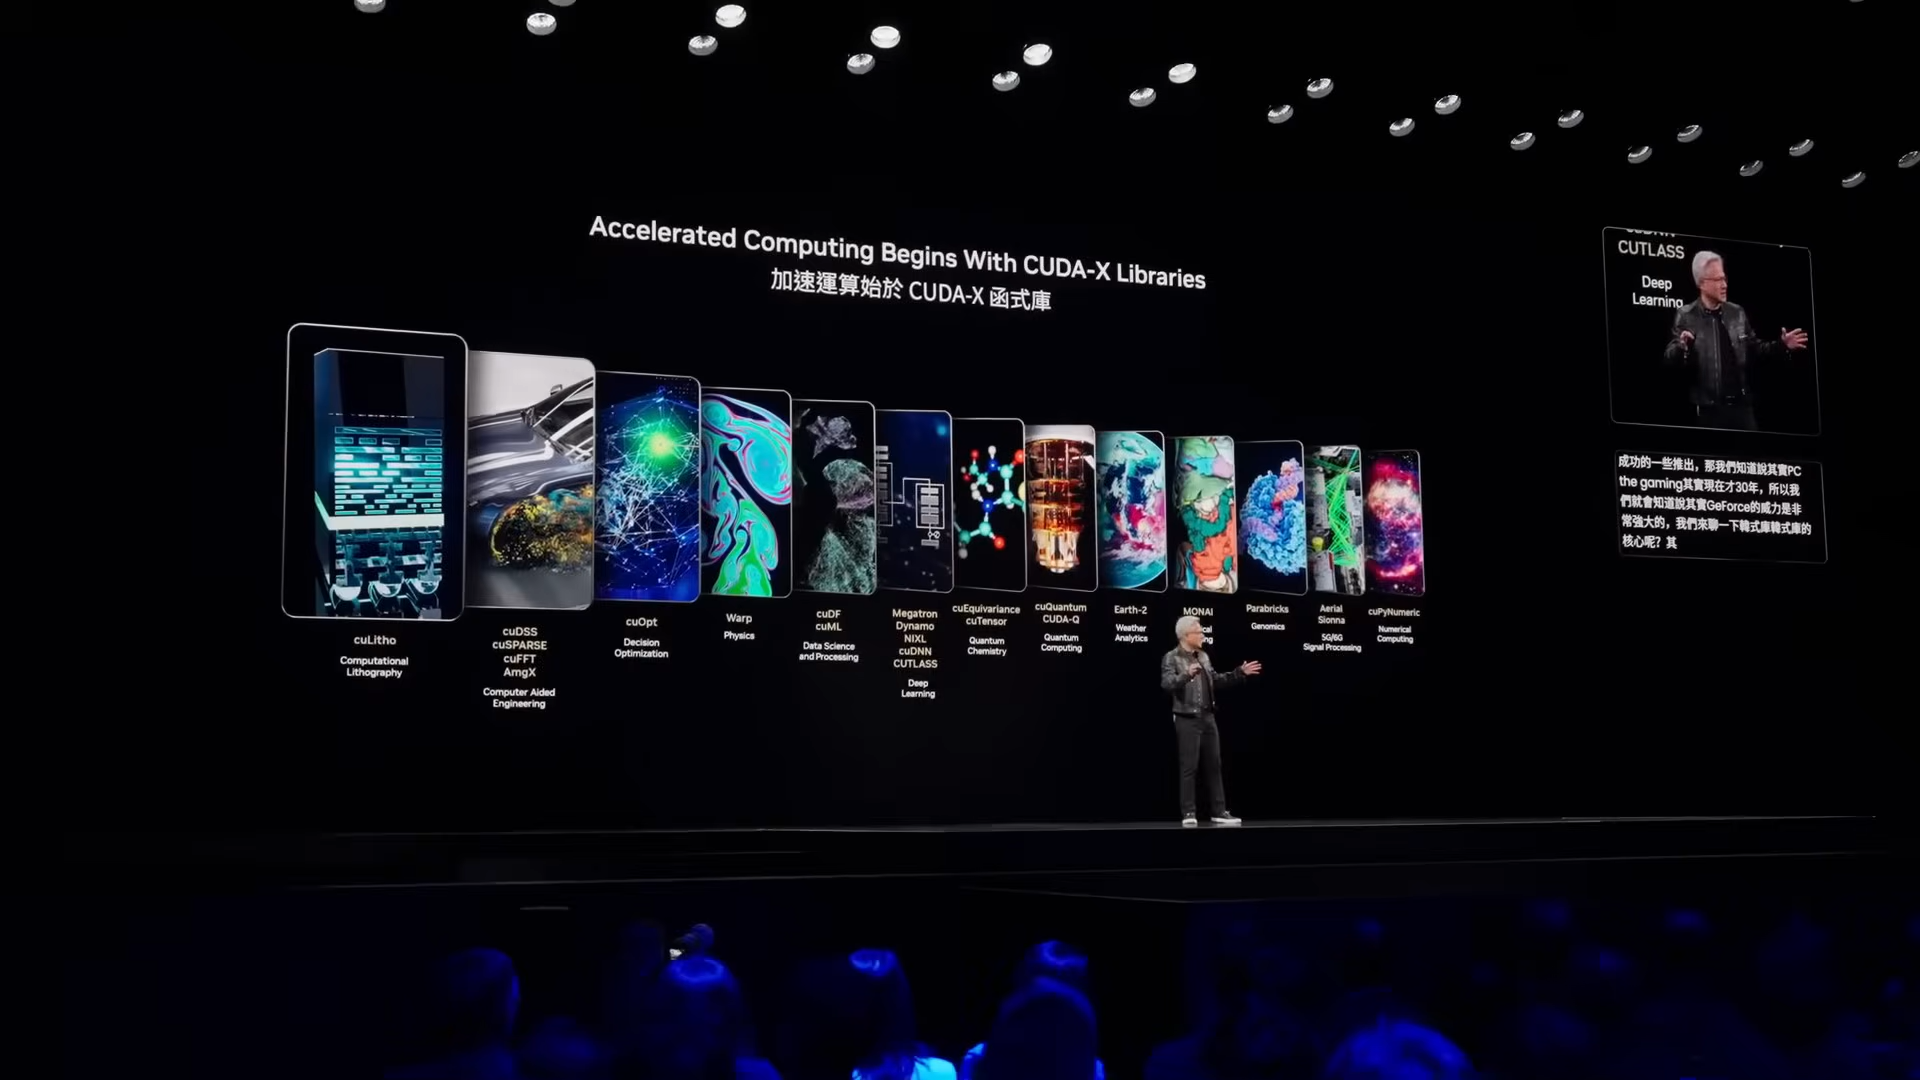 Accelerated Computing Begins With CUDA-X Libraries
加速運算始於 CUDA-X 函式庫
cuLitho
Computational
Lithography
cuDSS
cuSPARSE
cuFFT
AmgX
Computer Aided
Engineering
cuOpt
Decision
Optimization
Warp
Physics
cuDF
cuML
Data Science
and Processing
Megatron
Dynamo
NIXL
cuDNN
CUTLASS
Deep
Learning
cuEquivariance
cuTensor
Quantum
Chemistry
cuQuantum
CUDA-Q
Quantum
Computing
Earth-2
Weather
Analytics
MONAI
Parabricks
Genomics
Aerial
Sionna
5G/6G
Signal Processing
cuPyNumeric
Numerical
Computing
CUTLASS
Deep
Learning
成功的一些推出，那我們知道說其實PC
the gaming其實現在才30年，所以我
們就會知道說其實GeForce的威力是非
常強大的，我們來聊一下韓式庫韓式庫的
核心呢？其